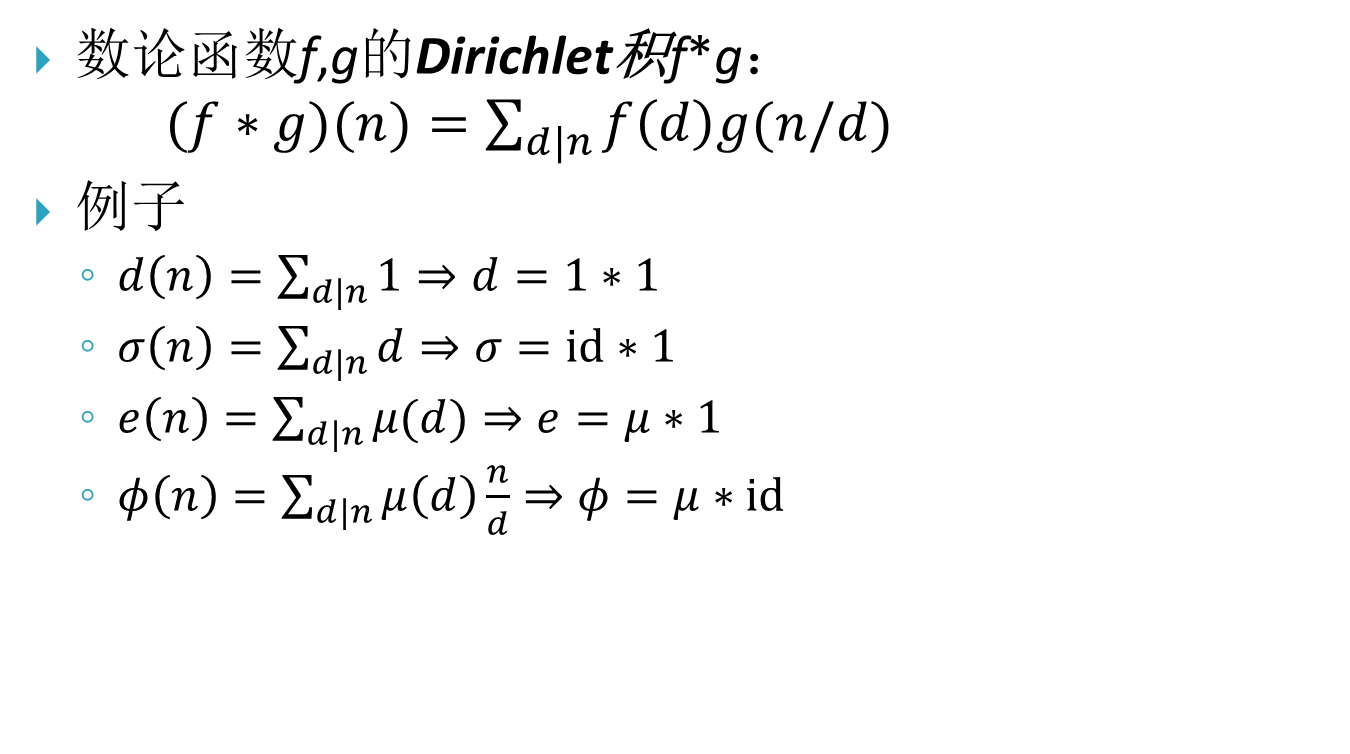 数论函数f,g的Dirichlet积f*g：
(f ∗ g)(n) = ∑_{d|n} f(d)g(n/d)
例子
d(n) = ∑_{d|n} 1 ⇒ d = 1 ∗ 1
σ(n) = ∑_{d|n} d ⇒ σ = id ∗ 1
e(n) = ∑_{d|n} μ(d) ⇒ e = μ ∗ 1
ϕ(n) = ∑_{d|n} μ(d) n/d ⇒ ϕ = μ ∗ id